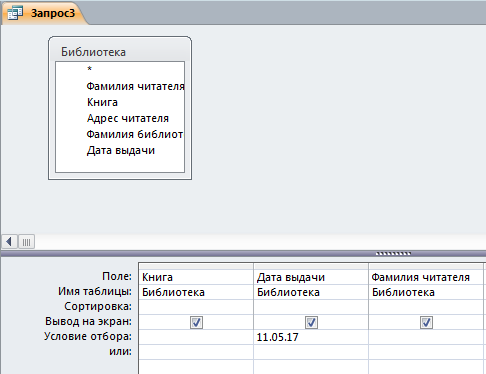 Запрос3
Библиотека
*
Фамилия читателя
Книга
Адрес читателя
Фамилия библиот
Дата выдачи
Поле: Книга Дата выдачи Фамилия читателя
Имя таблицы: Библиотека Библиотека Библиотека
Сортировка:
Вывод на экран:
Условие отбора: 11.05.17
или: